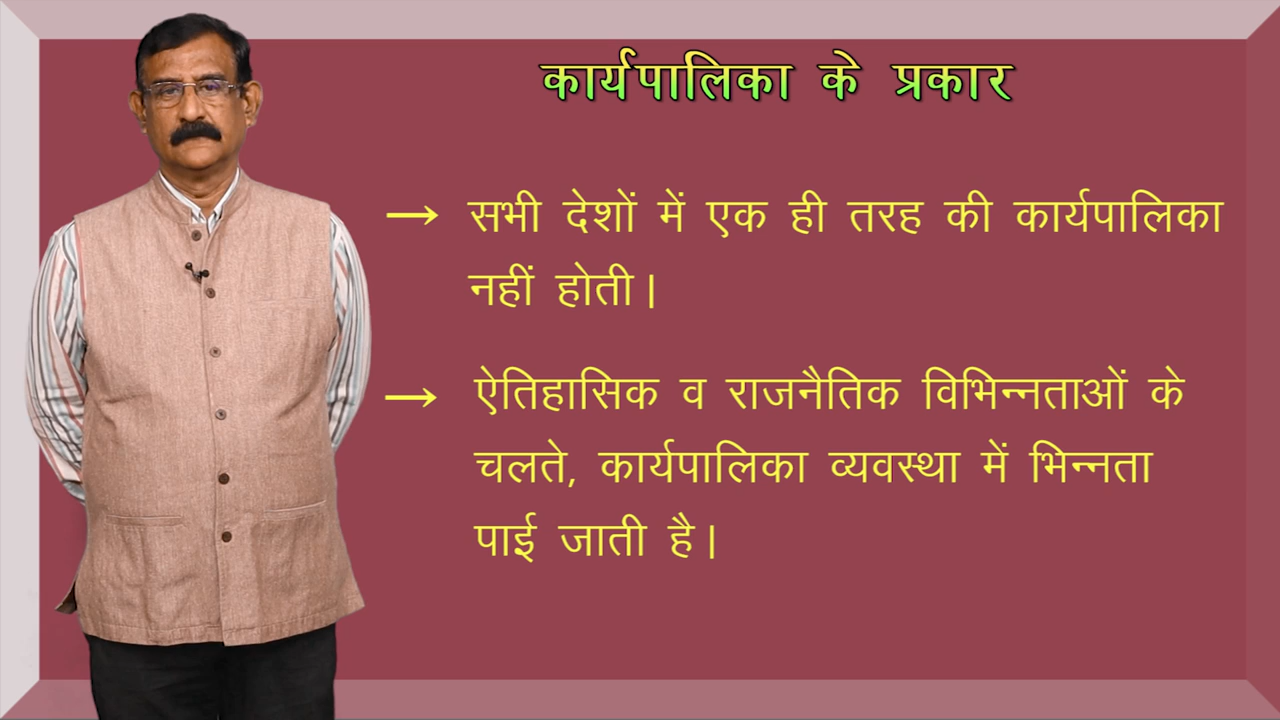 कार्यपालिका के प्रकार
→ सभी देशों में एक ही तरह की कार्यपालिका
नहीं होती।
→ ऐतिहासिक व राजनैतिक विभिन्नताओं के
चलते, कार्यपालिका व्यवस्था में भिन्नता
पाई जाती है।